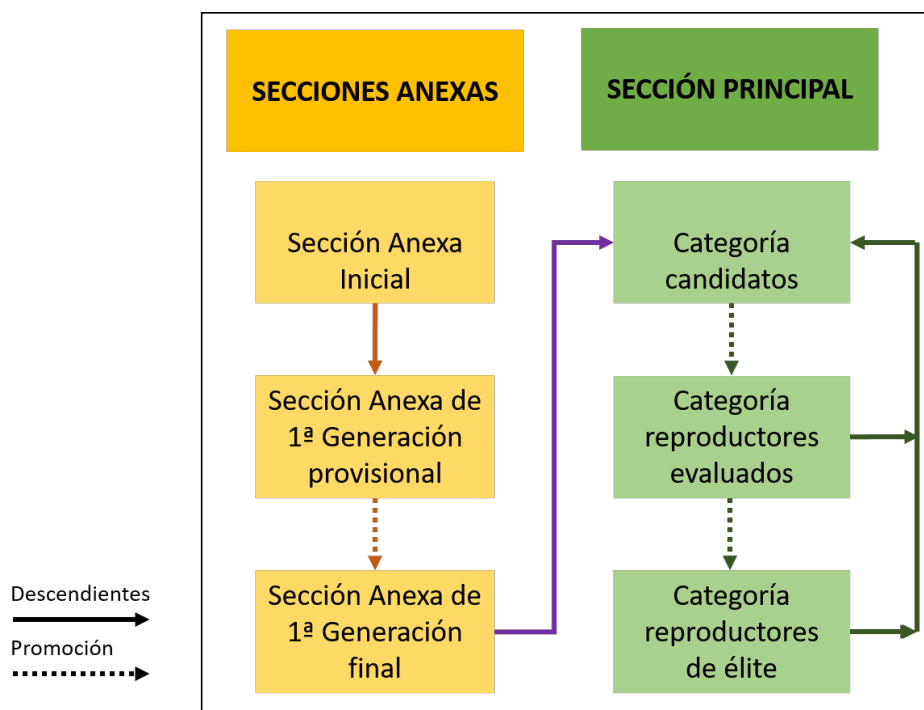 SECCIONES ANEXAS
SECCIÓN PRINCIPAL
Sección Anexa
Inicial
Categoría
candidatos
Sección Anexa de
1ª Generación
provisional
Categoría
reproductores
evaluados
Sección Anexa de
1ª Generación
final
Categoría
reproductores
de élite
Descendientes
Promoción